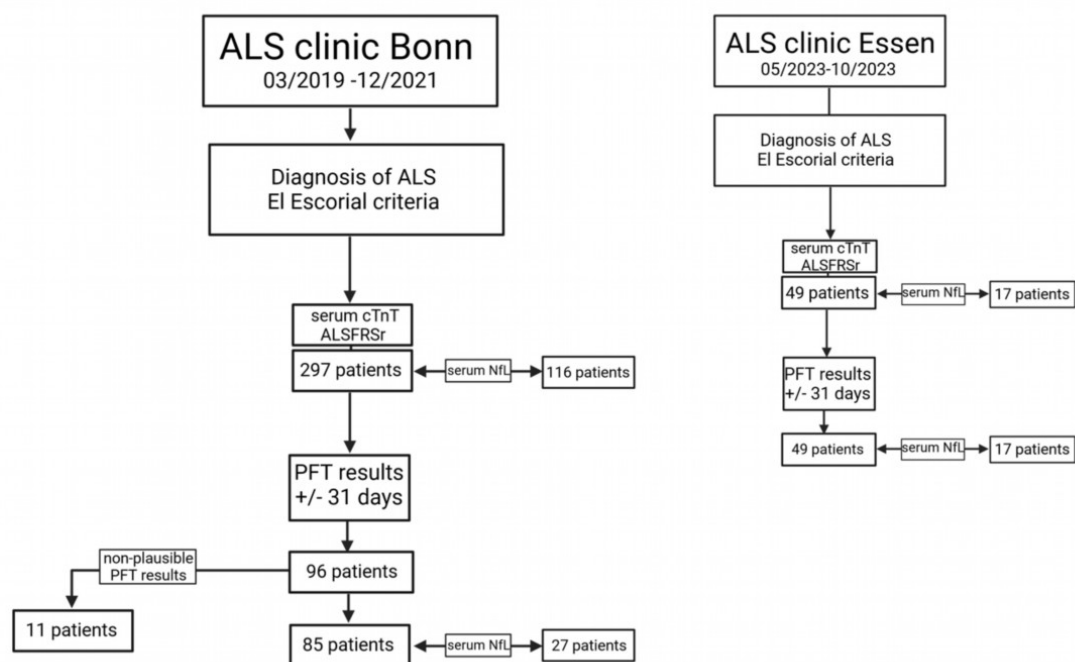 ALS clinic Bonn
03/2019 -12/2021
Diagnosis of ALS
El Escorial criteria
serum cTnT
ALSFRSr
297 patients
serum NfL
116 patients
PFT results
+/- 31 days
non-plausible
PFT results
96 patients
11 patients
85 patients
serum NfL
27 patients
ALS clinic Essen
05/2023-10/2023
Diagnosis of ALS
El Escorial criteria
serum cTnT
ALSFRSr
49 patients
serum NfL
17 patients
PFT results
+/- 31 days
49 patients
serum NfL
17 patients